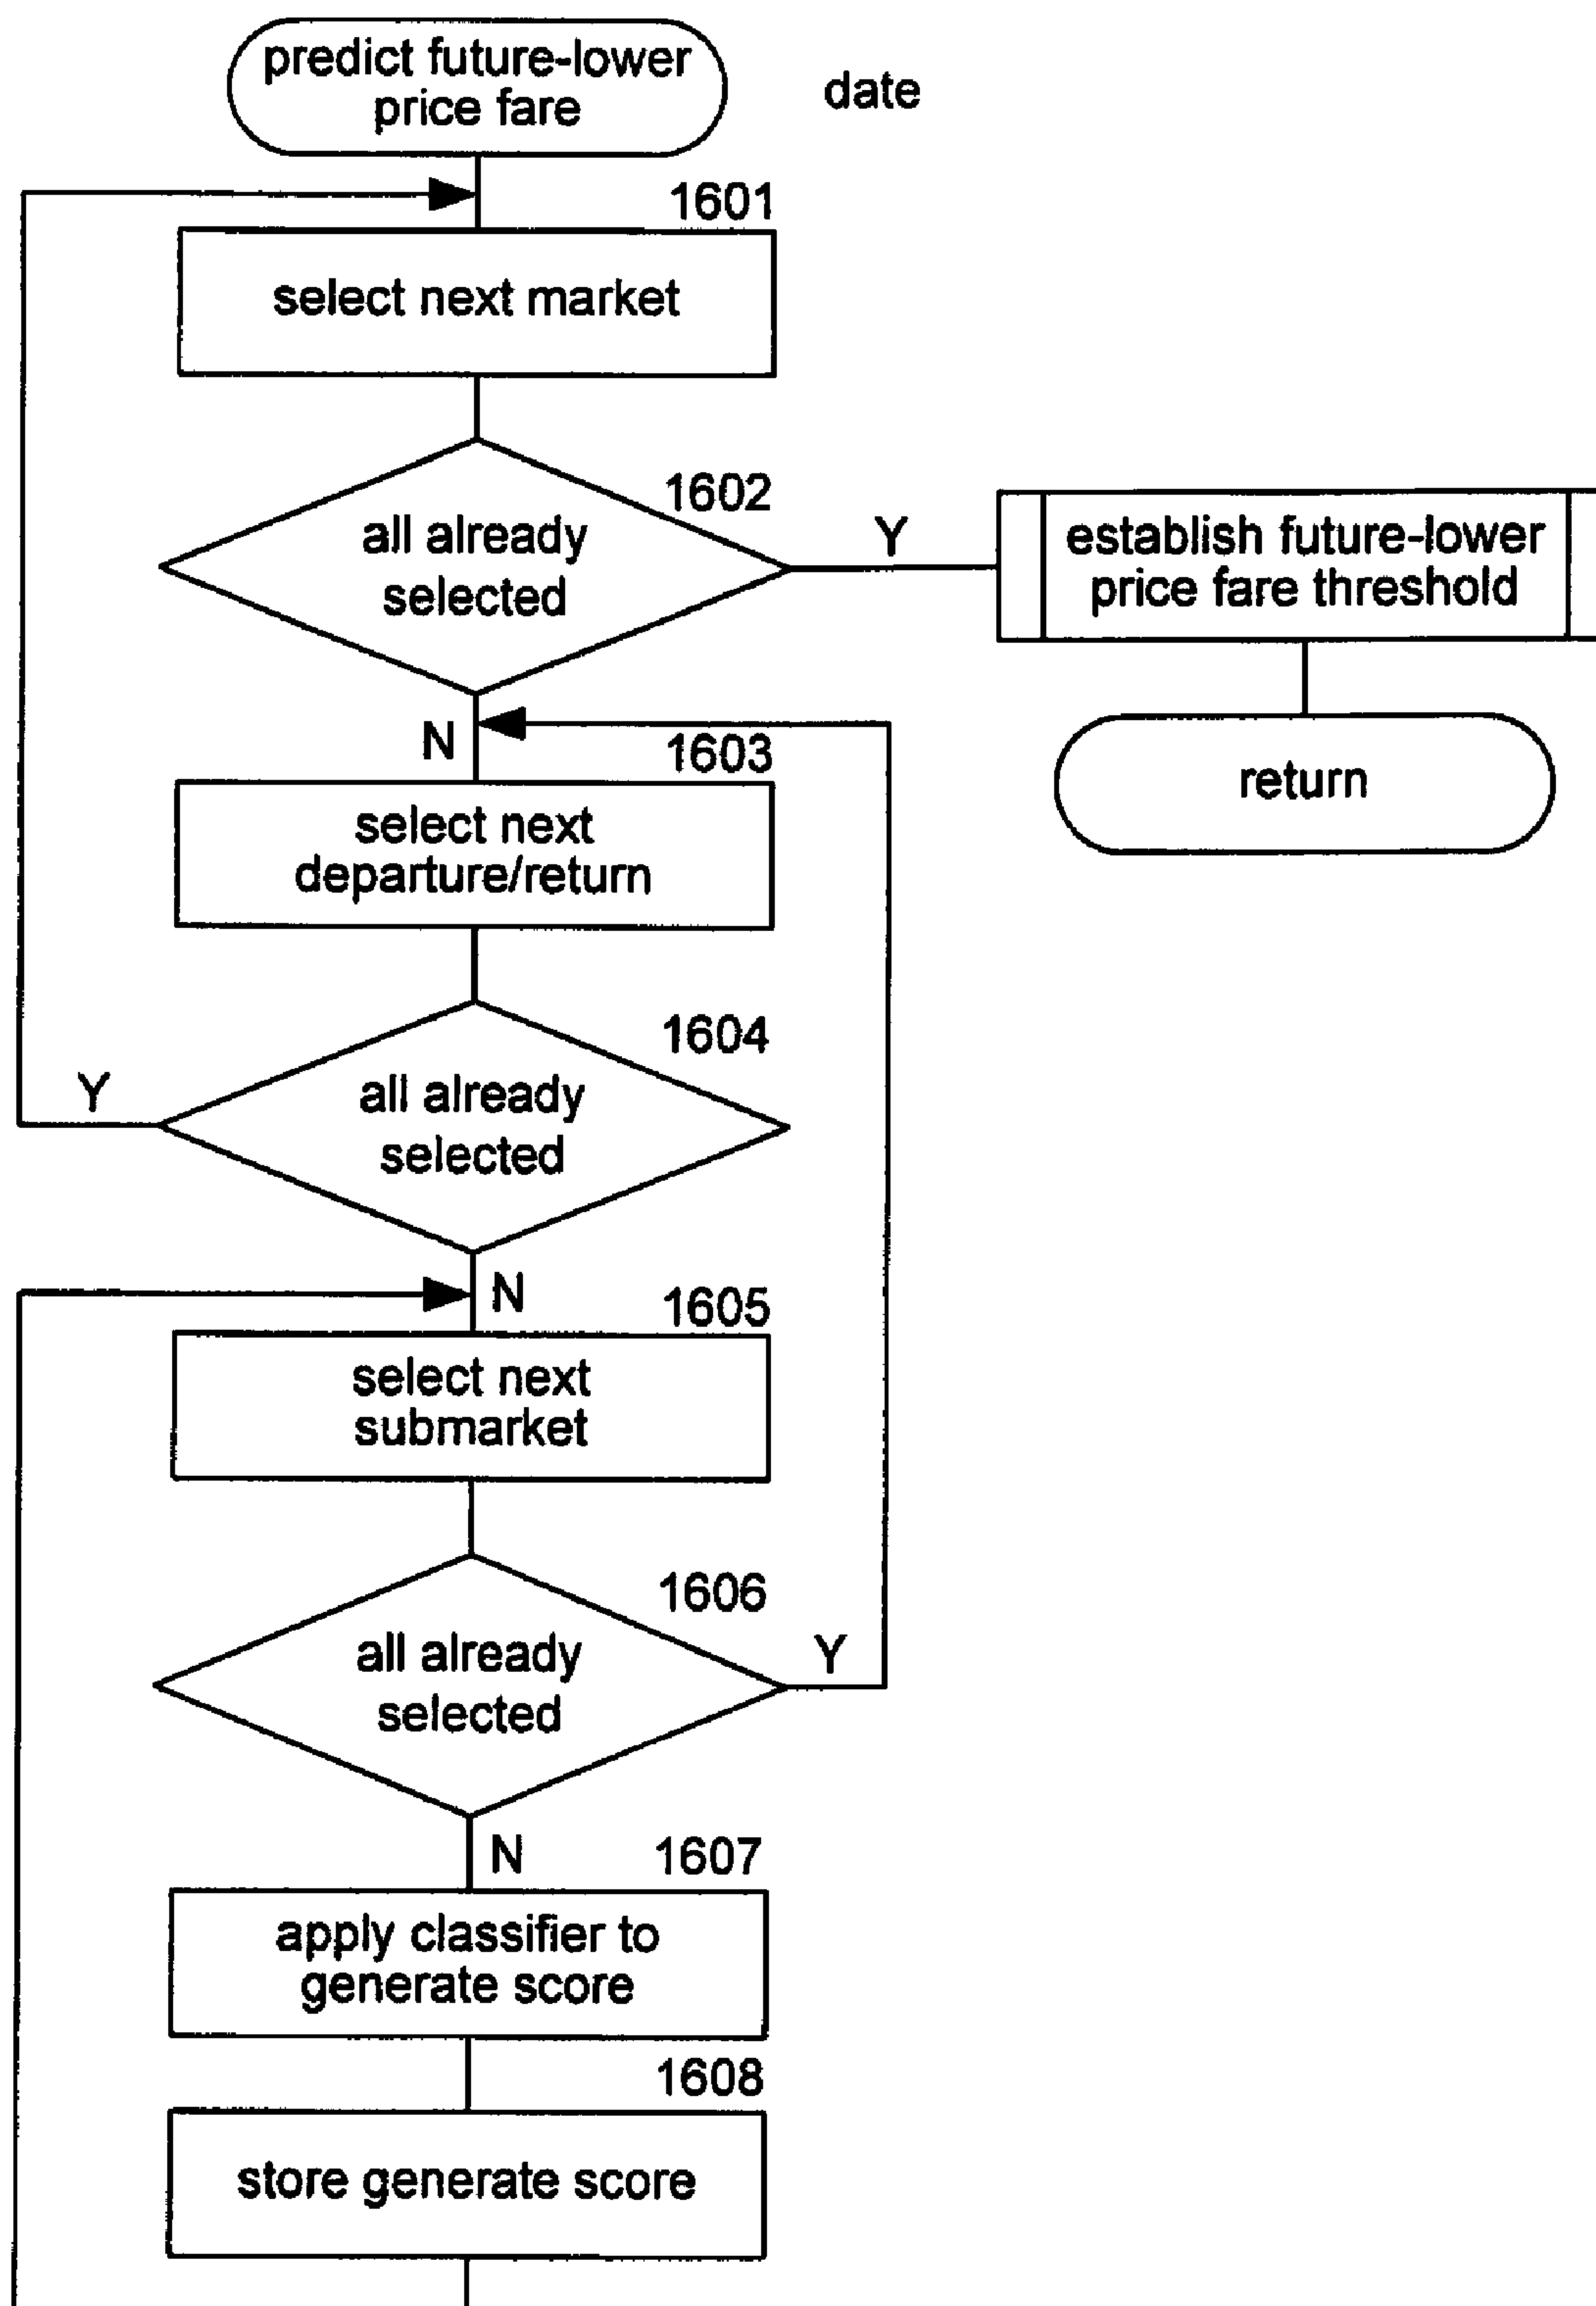 predict future-lower
price fare
date
1601
select next market
1602
all already
selected
Y
establish future-lower
price fare threshold
return
N
1603
select next
departure/return
1604
all already
selected
Y
N
1605
select next
submarket
1606
all already
selected
Y
N
1607
apply classifier to
generate score
1608
store generate score